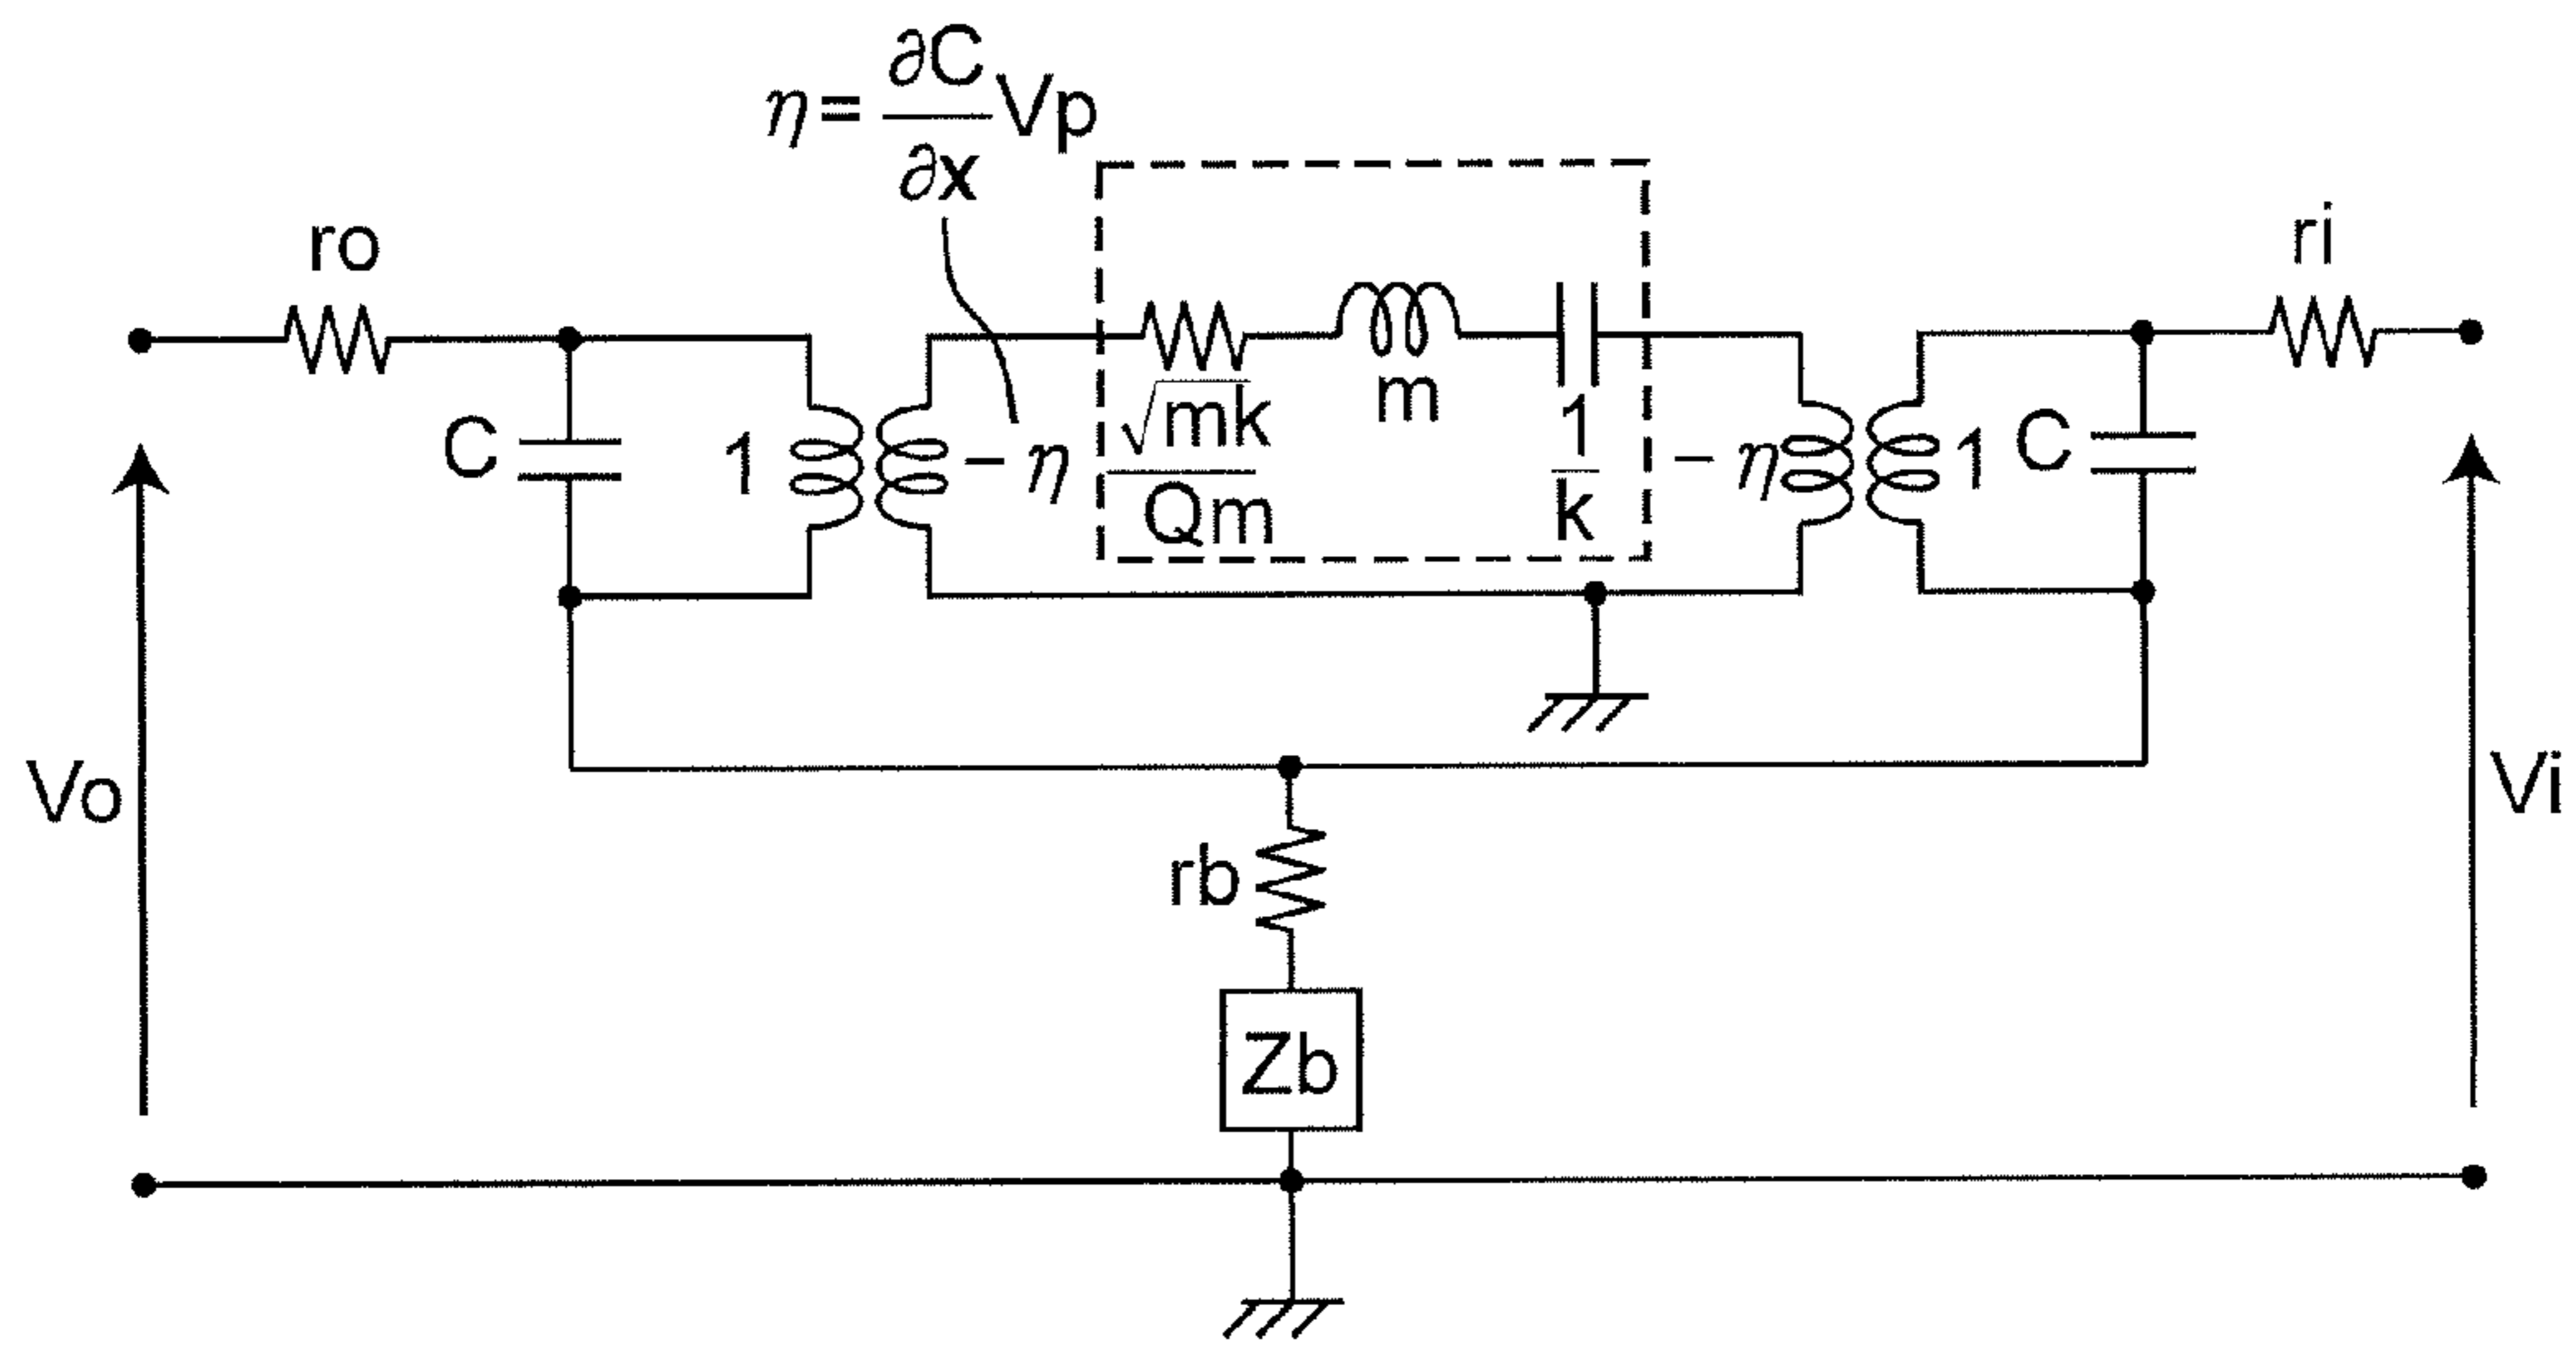 η = ∂C/∂x Vp
ro
ri
C
1
− η
√mk/Qm
m
1/k
− η
1
C
Vo
Vi
rb
Zb